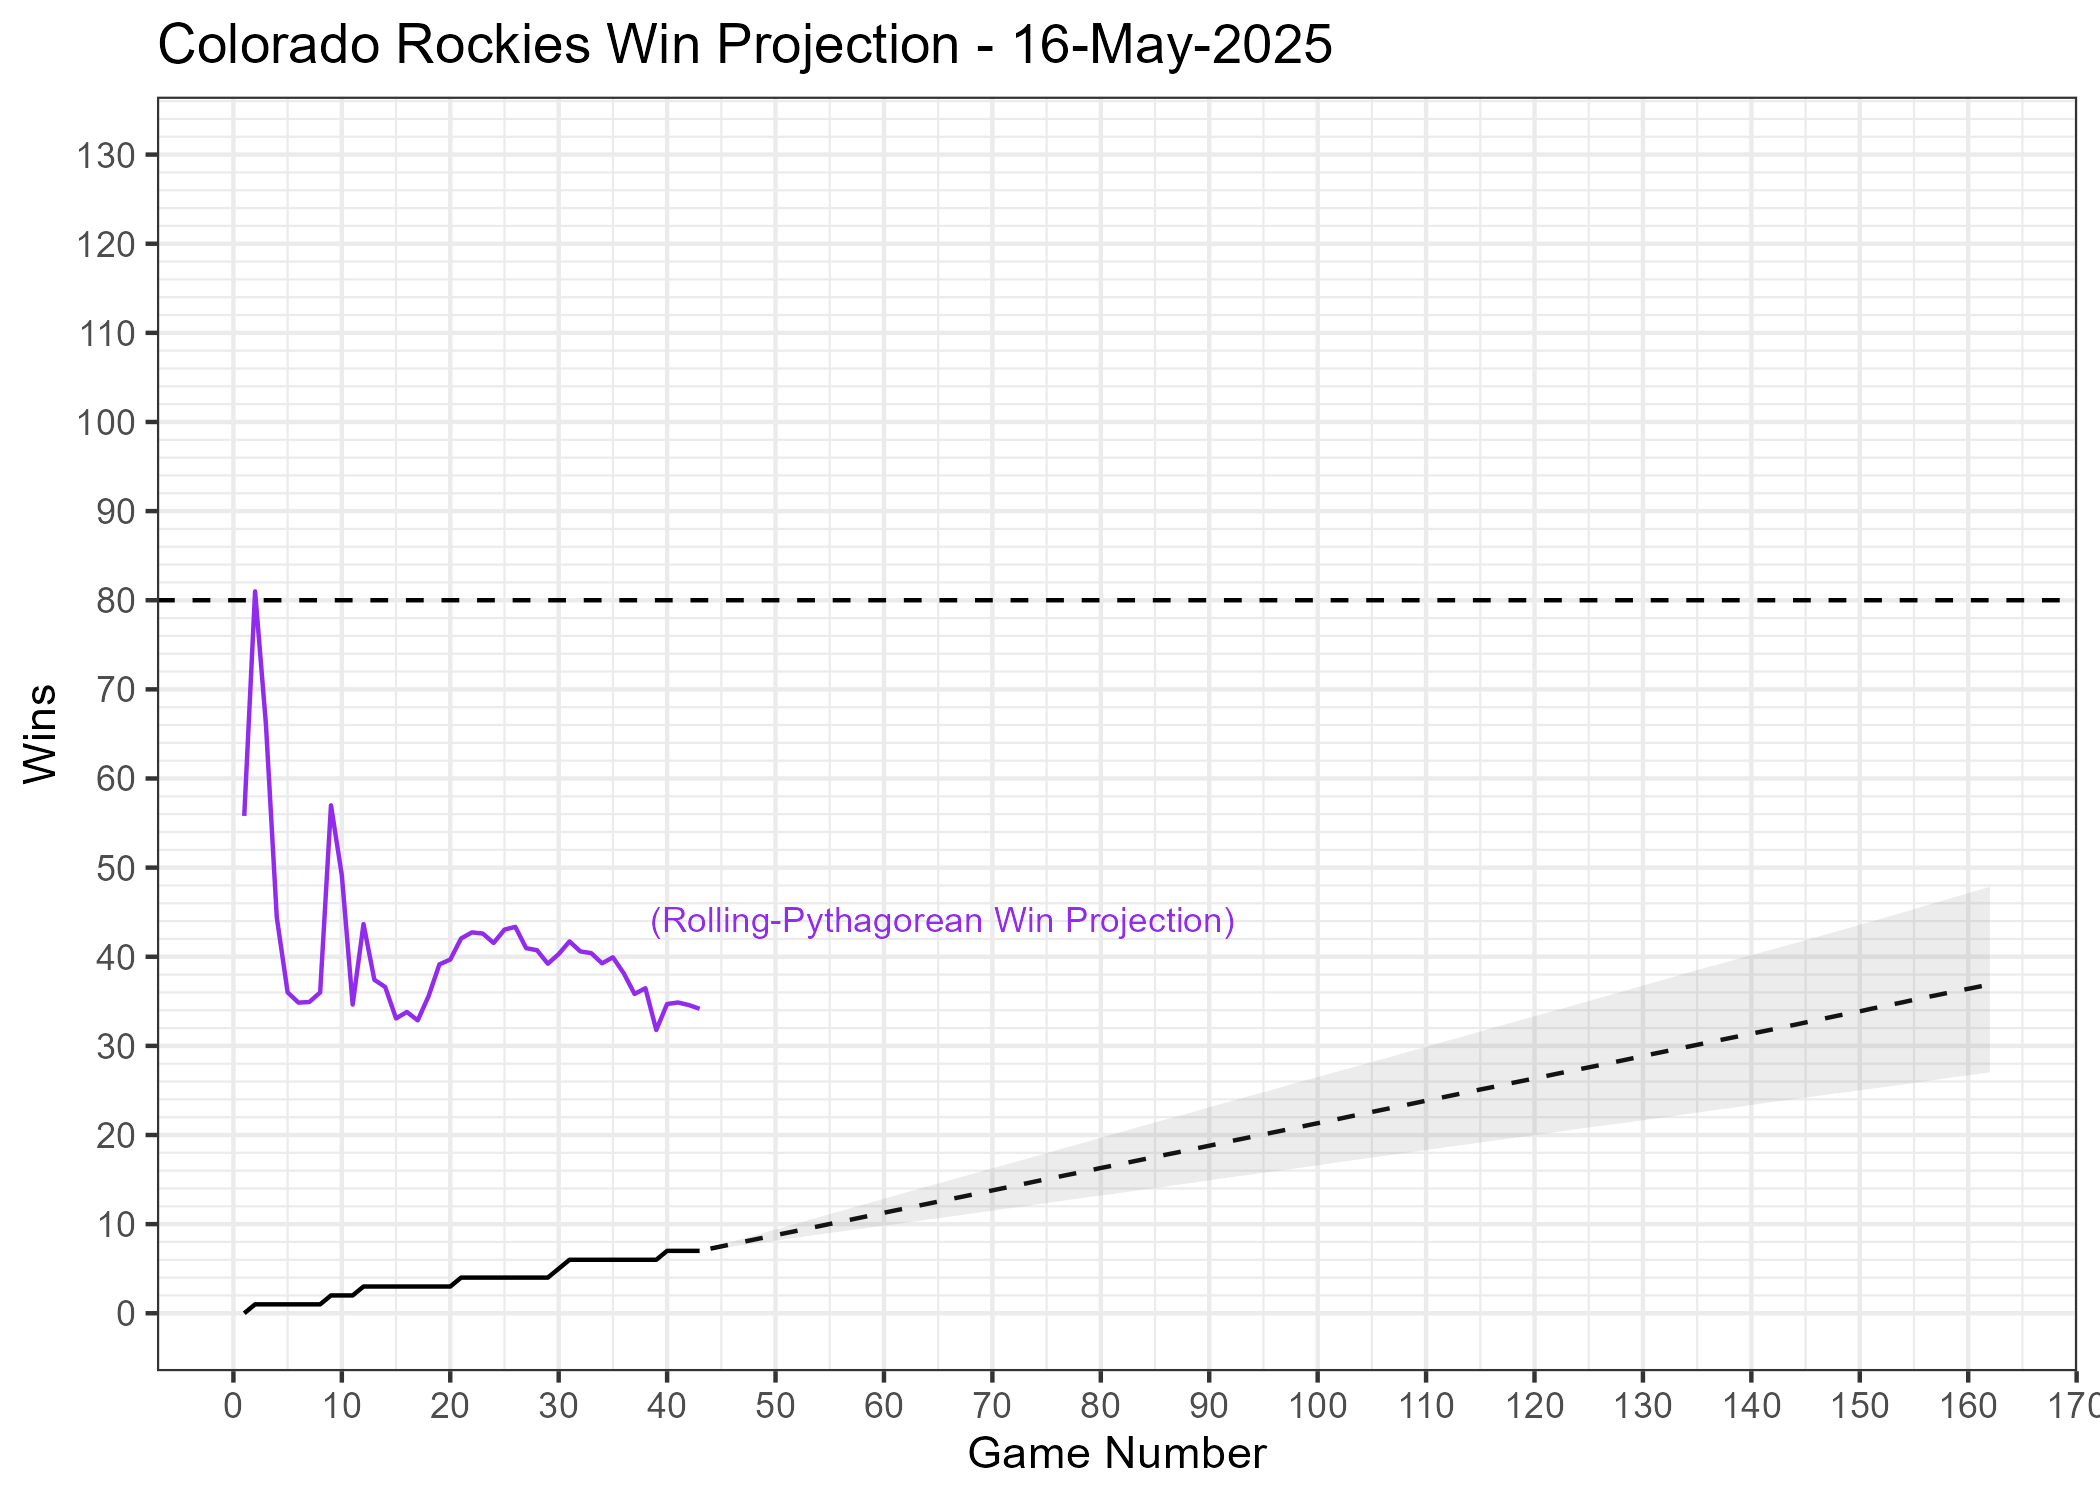 Colorado Rockies Win Projection - 16-May-2025
130
120
110
100
90
80
70
60
50
40
30
20
10
0
Wins
(Rolling-Pythagorean Win Projection)
0 10 20 30 40 50 60 70 80 90 100 110 120 130 140 150 160 170
Game Number